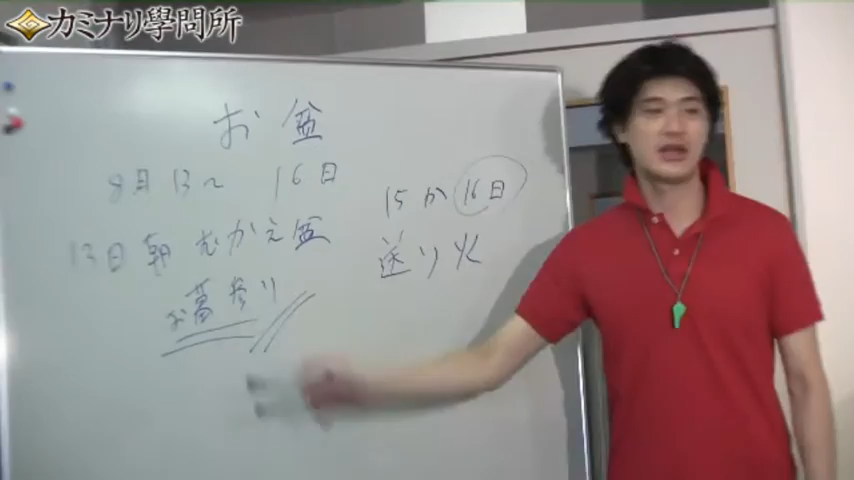 カミナリ學問所
お盆
8月13〜 16日
13日朝 むかえ盆
お墓参り
15か16日
送り火